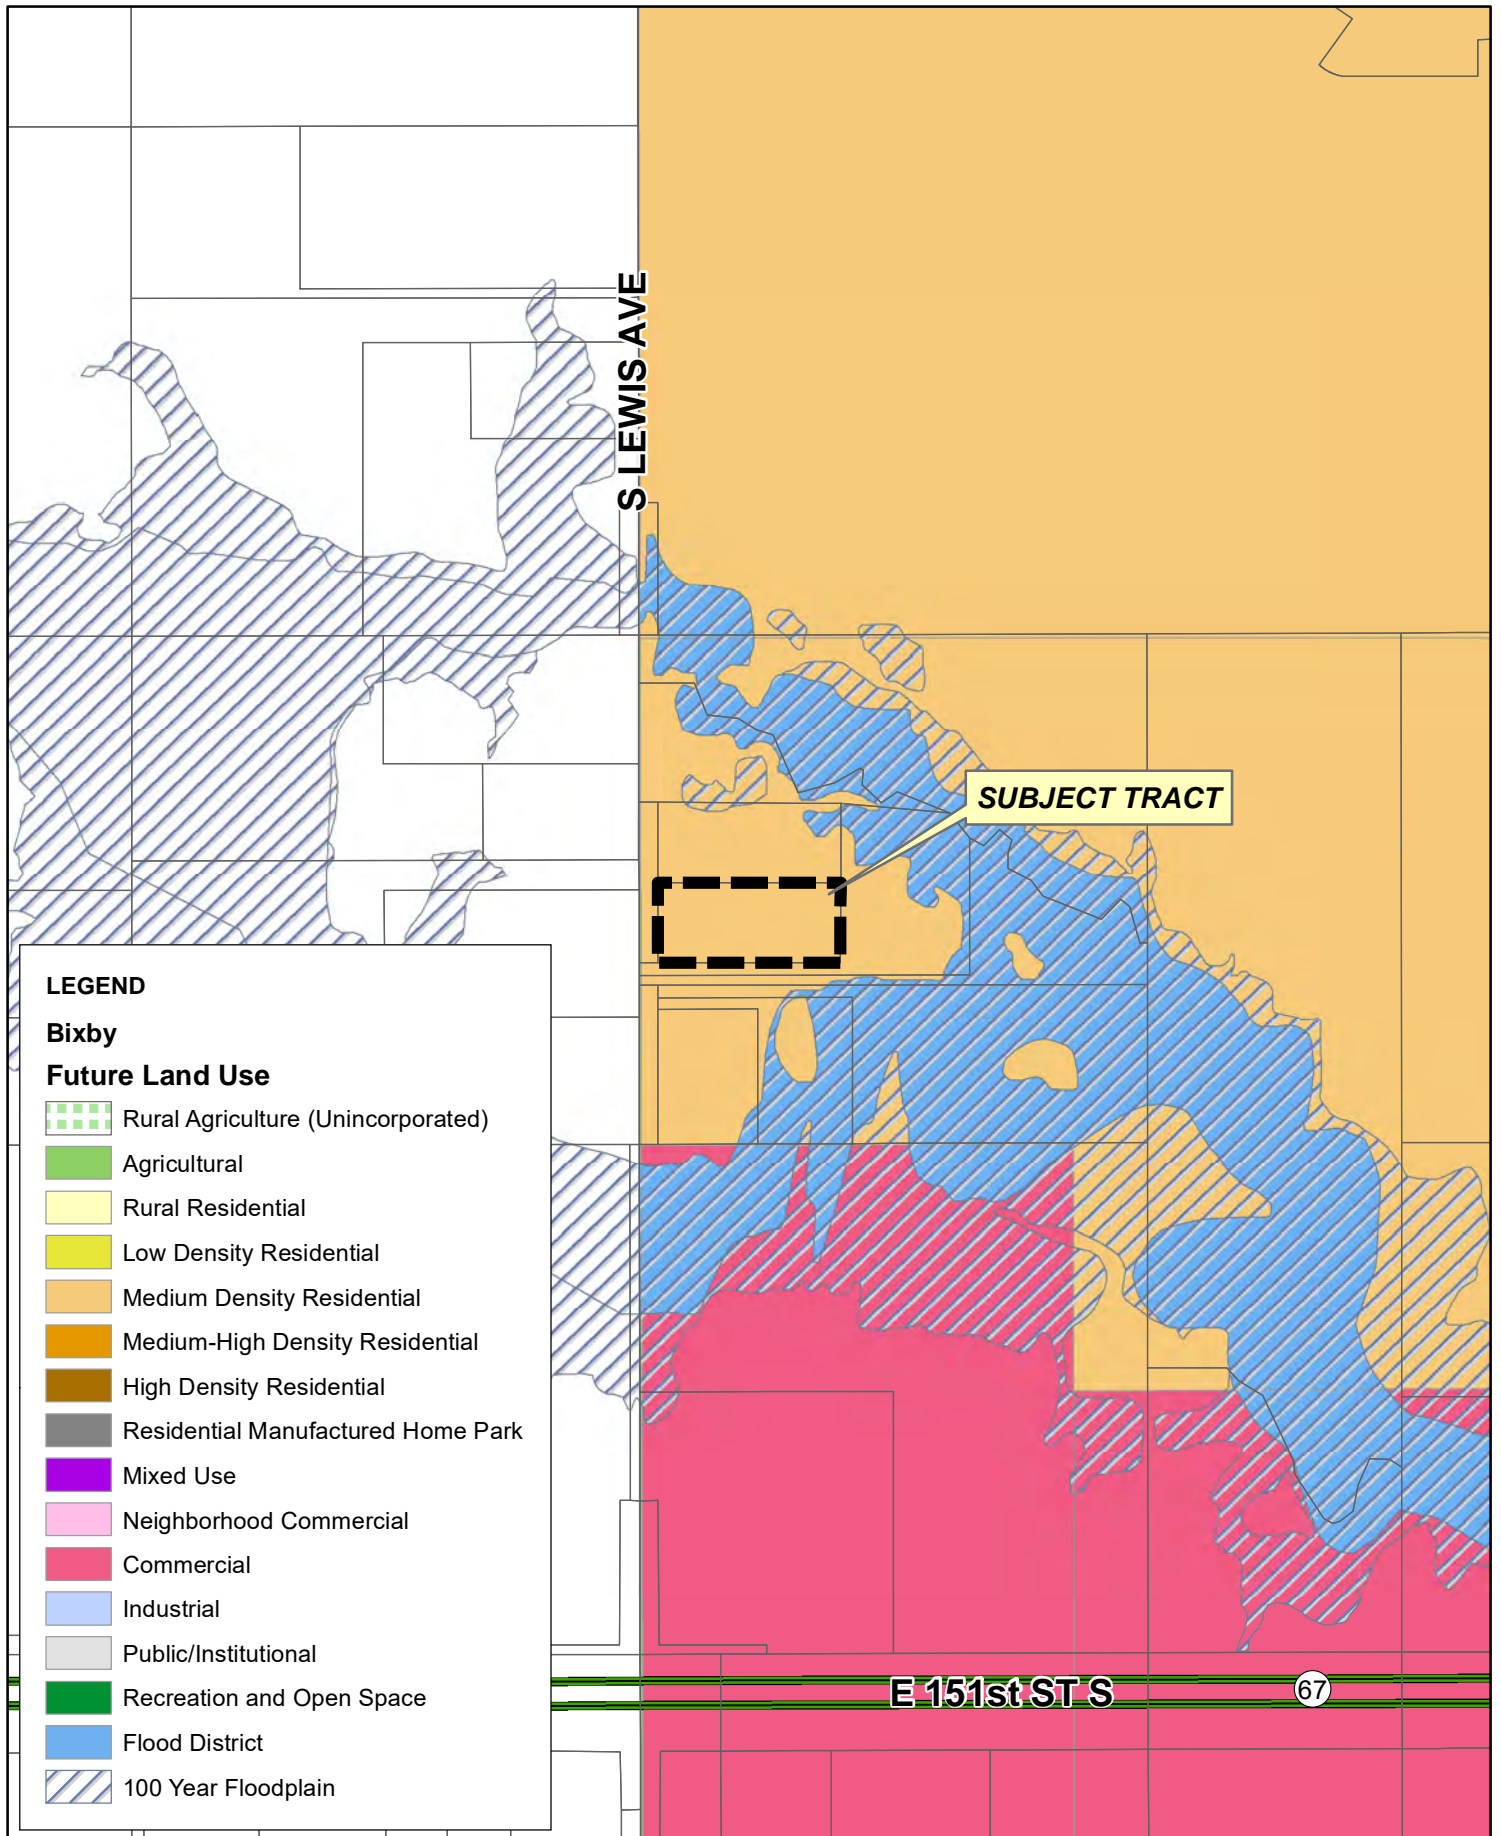 S LEWIS AVE
SUBJECT TRACT
LEGEND
Bixby
Future Land Use
Rural Agriculture (Unincorporated)
Agricultural
Rural Residential
Low Density Residential
Medium Density Residential
Medium-High Density Residential
High Density Residential
Residential Manufactured Home Park
Mixed Use
Neighborhood Commercial
Commercial
Industrial
Public/Institutional
Recreation and Open Space
Flood District
100 Year Floodplain
E 151st ST S
67